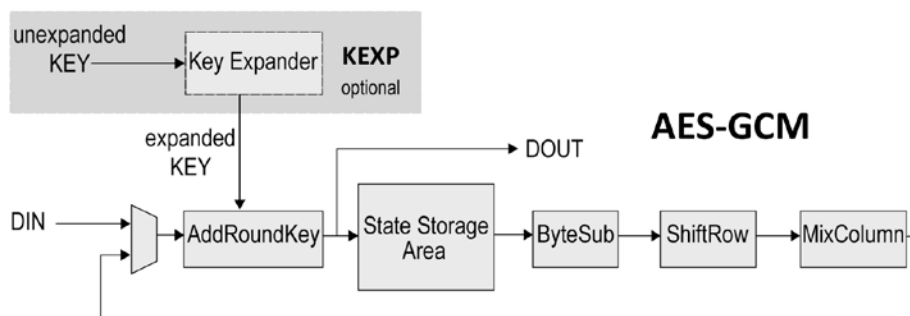 unexpanded
KEY
Key Expander
KEXP
optional
expanded
KEY
AES-GCM
DOUT
DIN
AddRoundKey
State Storage
Area
ByteSub
ShiftRow
MixColumn